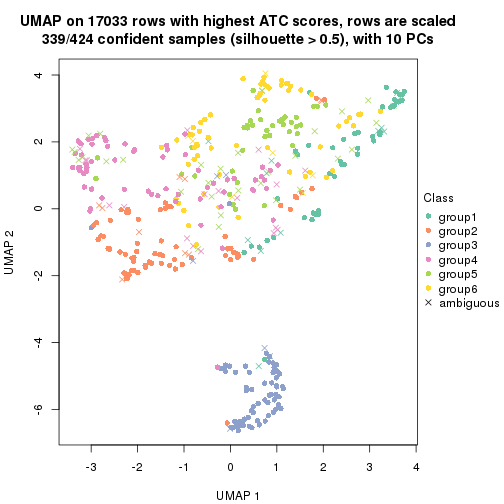 UMAP on 17033 rows with highest ATC scores, rows are scaled
339/424 confident samples (silhouette > 0.5), with 10 PCs
4
2
0
-2
-4
-6
UMAP 2
-3
-2
-1
0
1
2
3
4
UMAP 1
Class
group1
group2
group3
group4
group5
group6
ambiguous